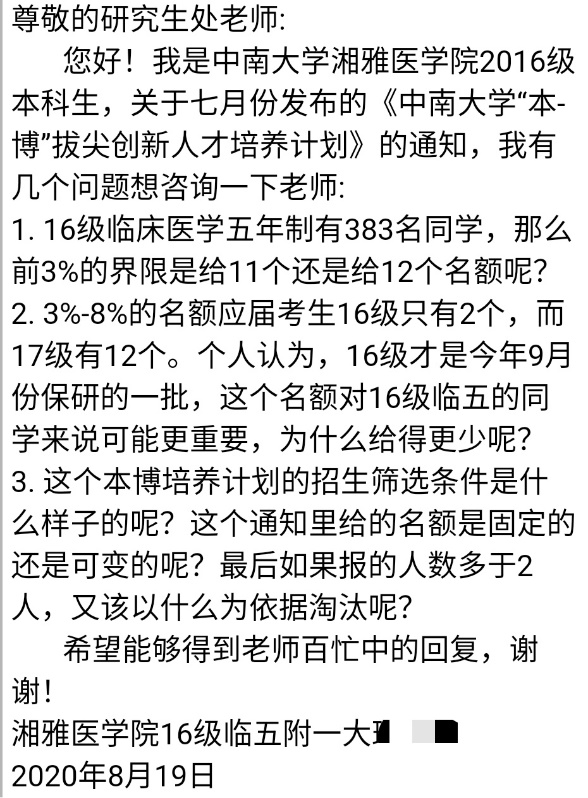 尊敬的研究生处老师:
您好！我是中南大学湘雅医学院2016级
本科生，关于七月份发布的《中南大学“本-
博”拔尖创新人才培养计划》的通知，我有
几个问题想咨询一下老师:
1. 16级临床医学五年制有383名同学，那么
前3%的界限是给11个还是给12个名额呢？
2. 3%-8%的名额应届考生16级只有2个，而
17级有12个。个人认为，16级才是今年9月
份保研的一批，这个名额对16级临五的同
学来说可能更重要，为什么给得更少呢？
3. 这个本博培养计划的招生筛选条件是什
么样子的呢？这个通知里给的名额是固定的
还是可变的呢？最后如果报的人数多于2
人，又该以什么为依据淘汰呢？
希望能够得到老师百忙中的回复，谢
谢！
湘雅医学院16级临五附一大
2020年8月19日